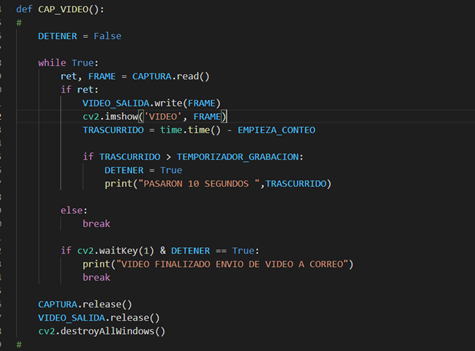 def CAP_VIDEO():
#
    DETENER = False

    while True:
        ret, FRAME = CAPTURA.read()
        if ret:
            VIDEO_SALIDA.write(FRAME)
            cv2.imshow('VIDEO', FRAME)
            TRASCURRIDO = time.time() - EMPIEZA_CONTEO

            if TRASCURRIDO > TEMPORIZADOR_GRABACION:
                DETENER = True
                print("PASARON 10 SEGUNDOS ",TRASCURRIDO)

        else:
            break

        if cv2.waitKey(1) & DETENER == True:
            print("VIDEO FINALIZADO ENVIO DE VIDEO A CORREO")
            break

    CAPTURA.release()
    VIDEO_SALIDA.release()
    cv2.destroyAllWindows()
#